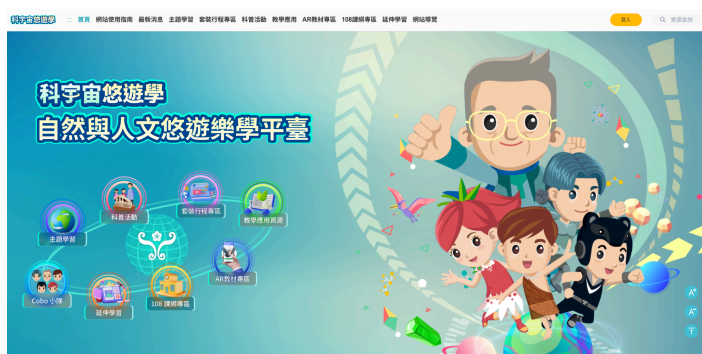 科宇宙悠遊學
::: 首頁 網站使用指南 最新消息 主題學習 套裝行程專區 科普活動 教學應用 AR教材專區 108課綱專區 延伸學習 網站導覽
登入
資源查詢
科宇宙悠遊學
自然與人文悠遊樂學平臺
科普活動
套裝行程專區
主題學習
教學應用資源
AR教材專區
Cobo 小隊
延伸學習
108 課綱專區
A+
A-